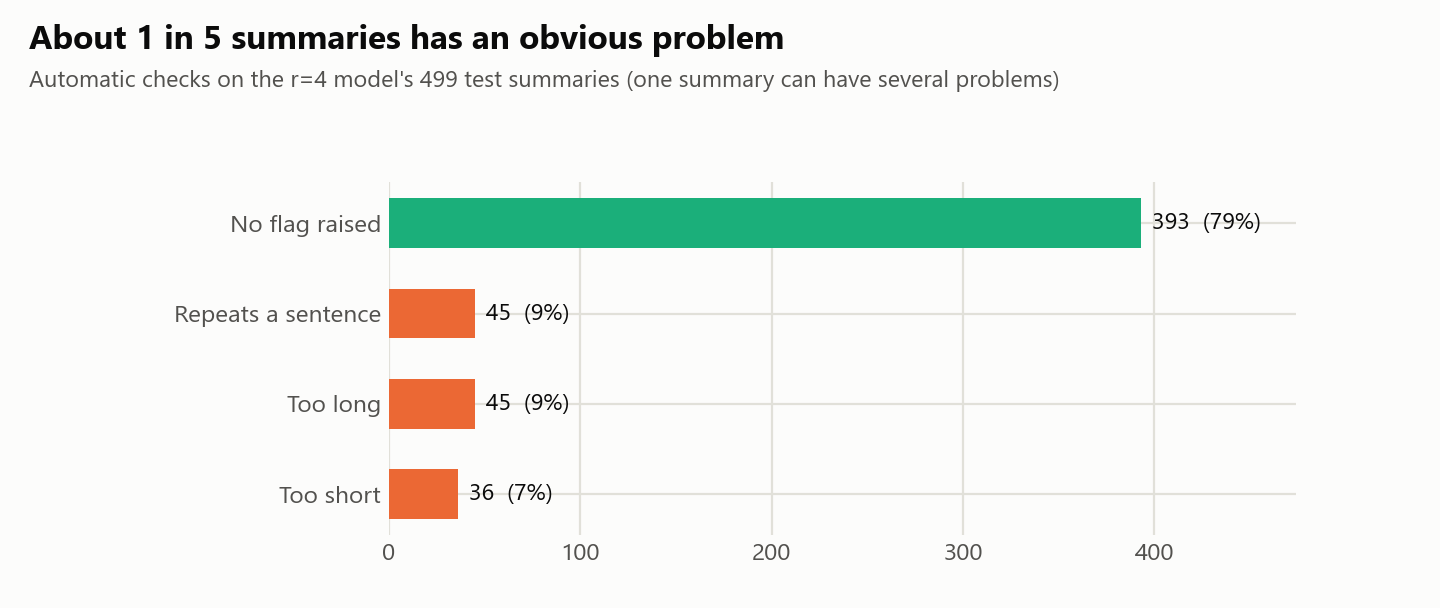 About 1 in 5 summaries has an obvious problem
Automatic checks on the r=4 model's 499 test summaries (one summary can have several problems)
No flag raised 393 (79%)
Repeats a sentence 45 (9%)
Too long 45 (9%)
Too short 36 (7%)
0 100 200 300 400